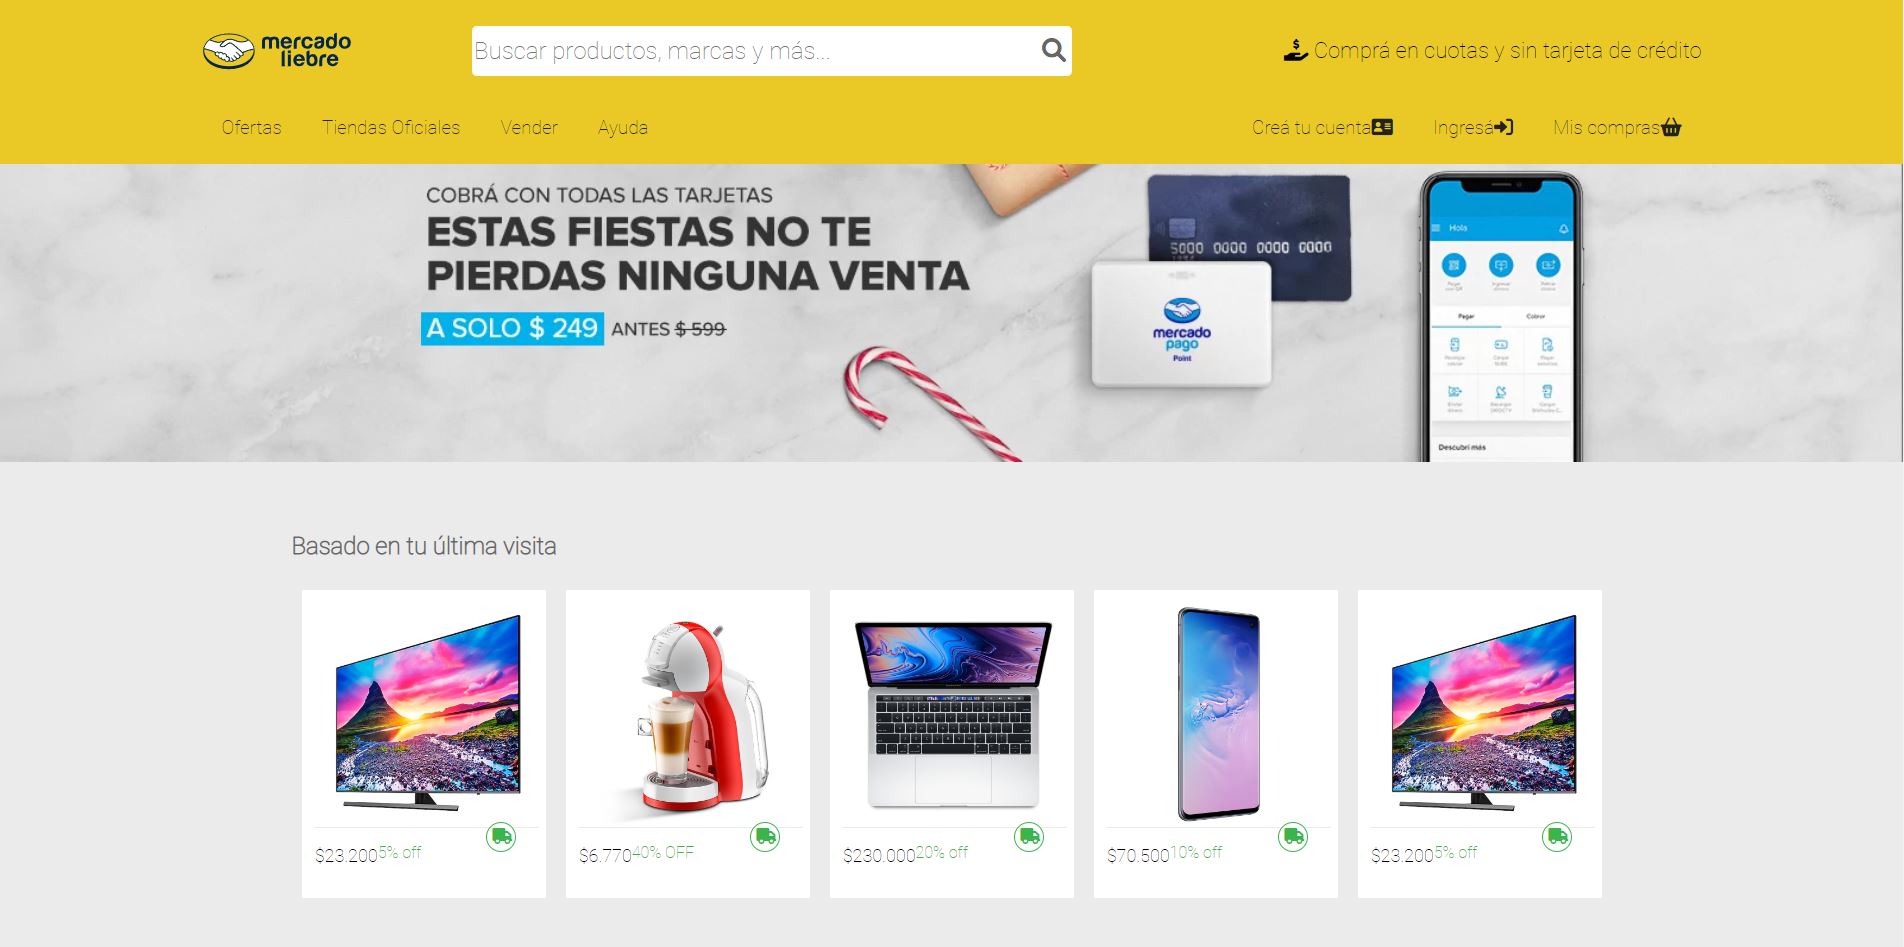 mercado
liebre
Buscar productos, marcas y más...
Comprá en cuotas y sin tarjeta de crédito
Ofertas
Tiendas Oficiales
Vender
Ayuda
Creá tu cuenta
Ingresá
Mis compras
COBRÁ CON TODAS LAS TARJETAS
ESTAS FIESTAS NO TE
PIERDAS NINGUNA VENTA
A SOLO $ 249 ANTES $ 599
5000 0000 0000 0000
mercado
pago
Point
Hola
Pagar
Cobrar
Descubrí más
Basado en tu última visita
$23.200 5% off
$6.770 40% OFF
$230.000 20% off
$70.500 10% off
$23.200 5% off